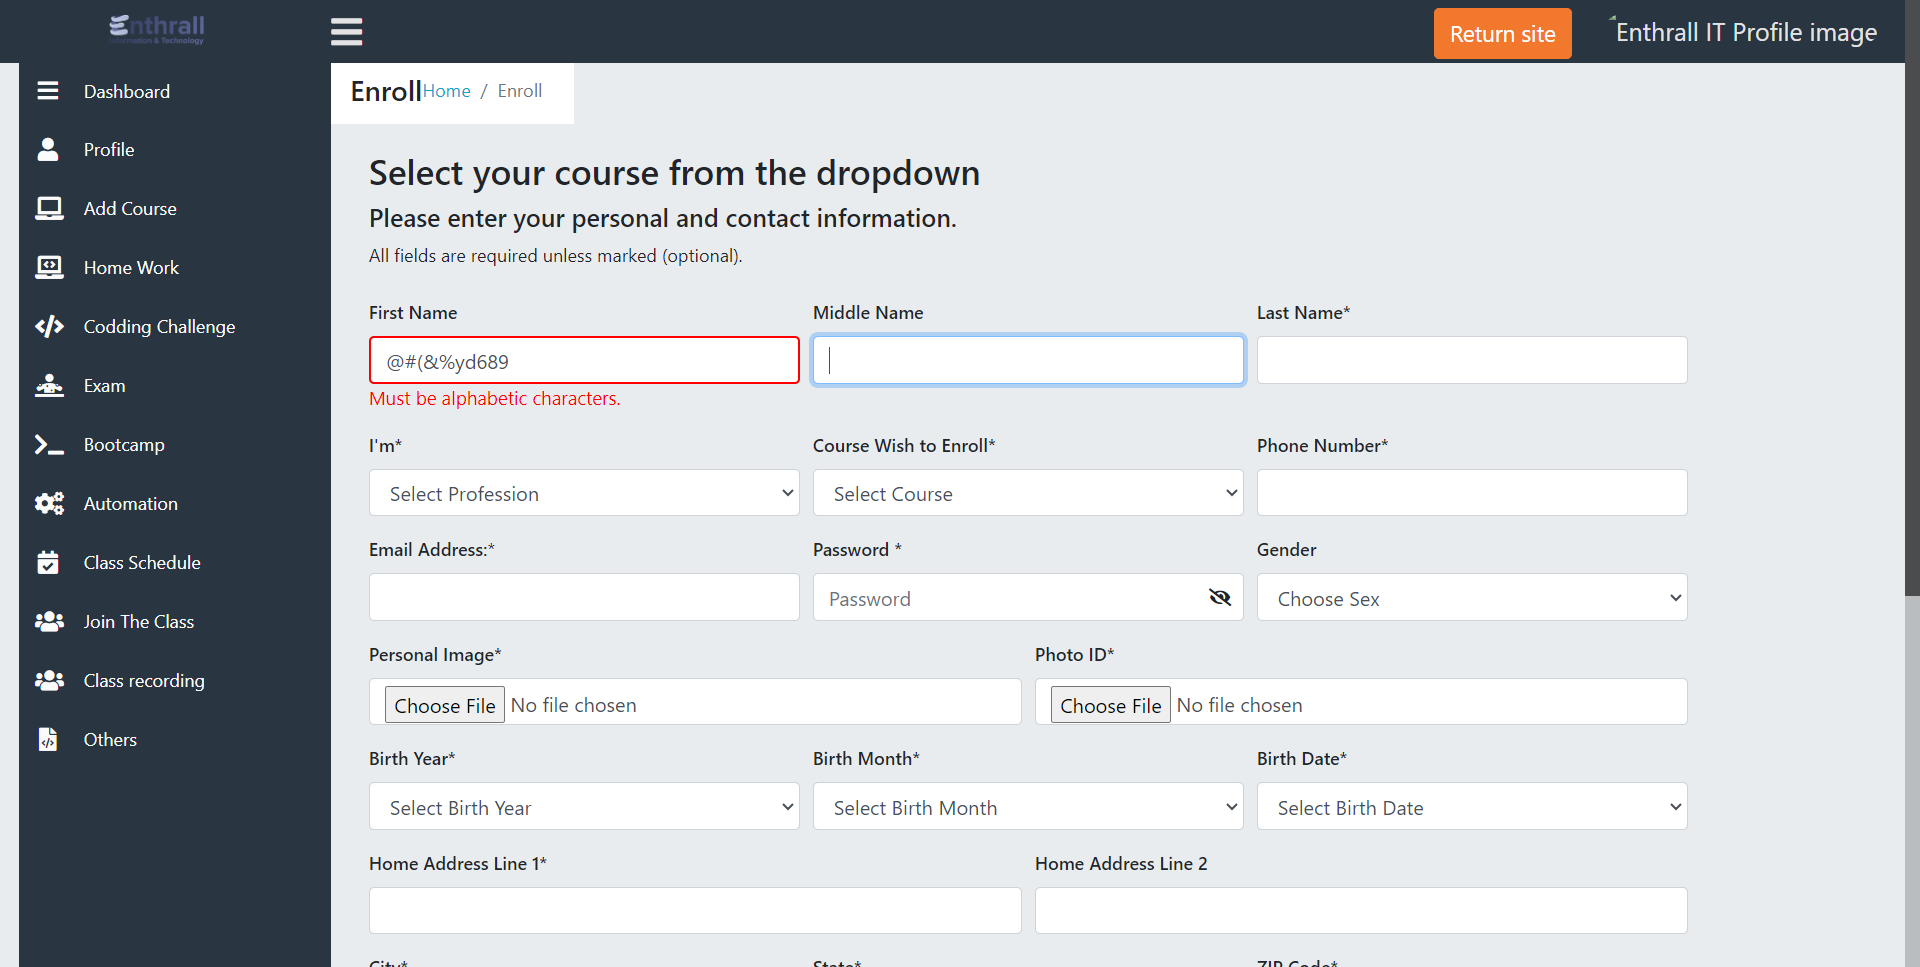 Enthrall
Information & Technology
Return site
Enthrall IT Profile image
Dashboard
Profile
Add Course
Home Work
Codding Challenge
Exam
Bootcamp
Automation
Class Schedule
Join The Class
Class recording
Others
Enroll Home / Enroll
Select your course from the dropdown
Please enter your personal and contact information.
All fields are required unless marked (optional).
First Name Middle Name Last Name*
@#(&%yd689
Must be alphabetic characters.
I'm* Course Wish to Enroll* Phone Number*
Select Profession Select Course
Email Address:* Password * Gender
Password Choose Sex
Personal Image* Photo ID*
Choose File No file chosen Choose File No file chosen
Birth Year* Birth Month* Birth Date*
Select Birth Year Select Birth Month Select Birth Date
Home Address Line 1* Home Address Line 2
City* State* ZIP Code*